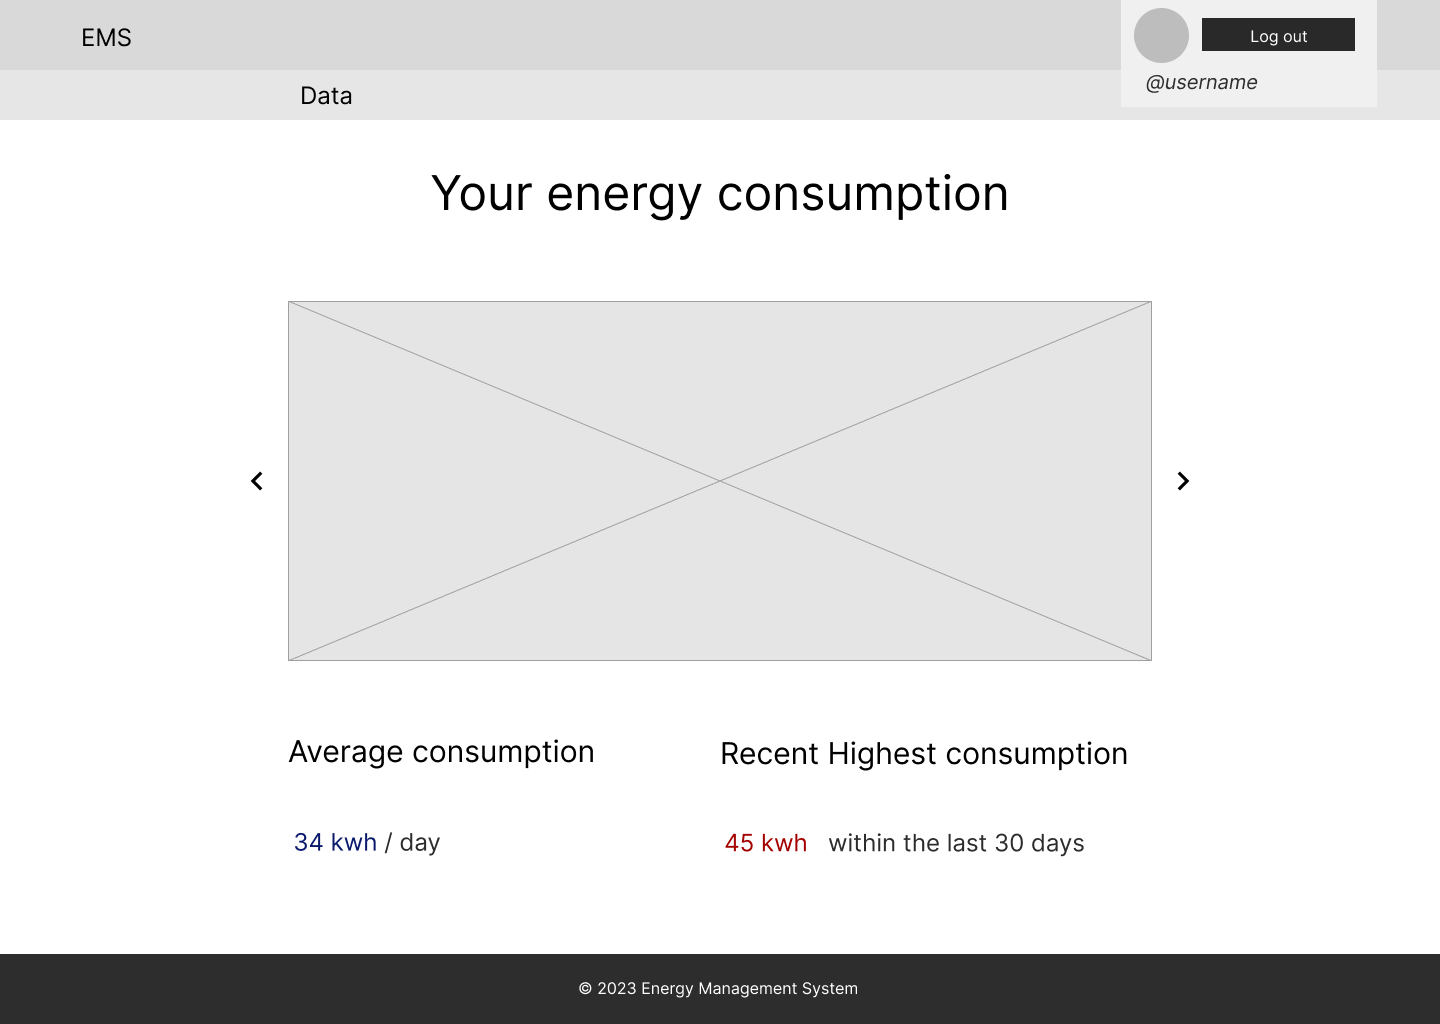 EMS
Log out
@username
Data
Your energy consumption
Average consumption
Recent Highest consumption
34 kwh / day
45 kwh within the last 30 days
© 2023 Energy Management System